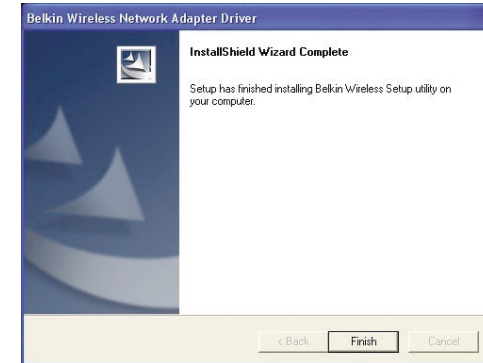 Belkin Wireless Network Adapter Driver
InstallShield Wizard Complete
Setup has finished installing Belkin Wireless Setup utility on
your computer.
< Back
Finish
Cancel